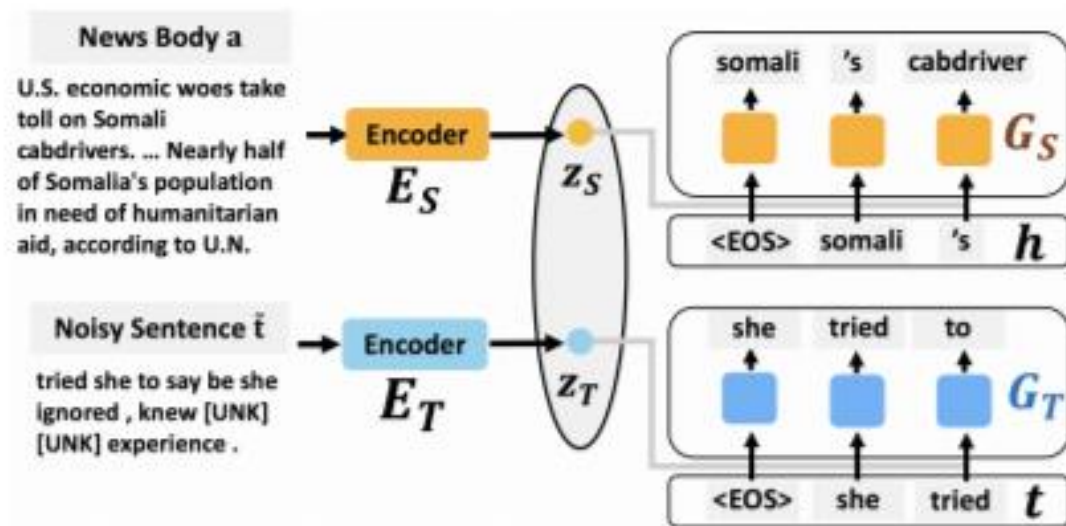 News Body a
U.S. economic woes take
toll on Somali
cabdrivers. ... Nearly half
of Somalia's population
in need of humanitarian
aid, according to U.N.
Encoder
E_S
z_S
somali 's cabdriver
G_S
<EOS> somali 's h
Noisy Sentence t̃
tried she to say be she
ignored , knew [UNK]
[UNK] experience .
Encoder
E_T
z_T
she tried to
G_T
<EOS> she tried t